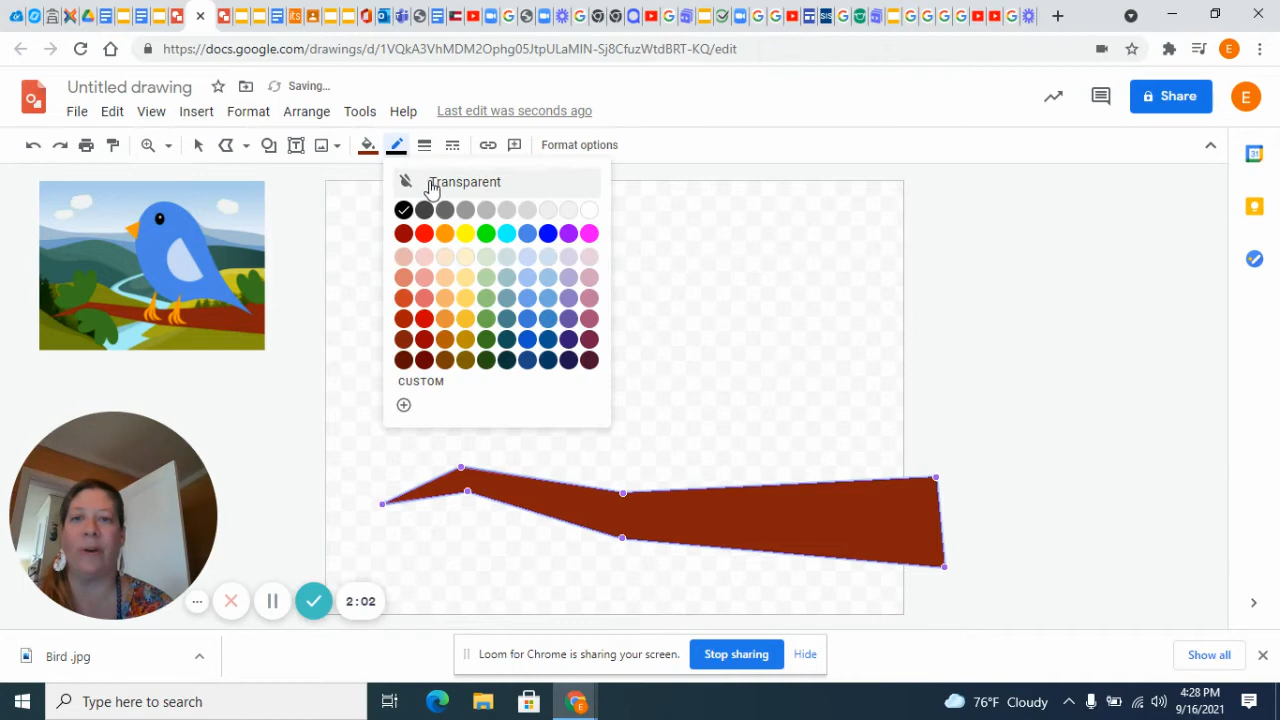 https://docs.google.com/drawings/d/1VQkA3VhMDM2Ophg05JtpULaMIN-Sj8CfuzWtdBRT-KQ/edit
E
Untitled drawing
Saving...
File Edit View Insert Format Arrange Tools Help Last edit was seconds ago
Share
E
Format options
Transparent
CUSTOM
2:02
Bird .jpg
Loom for Chrome is sharing your screen.
Stop sharing
Hide
Show all
Type here to search
76°F Cloudy
4:28 PM
9/16/2021